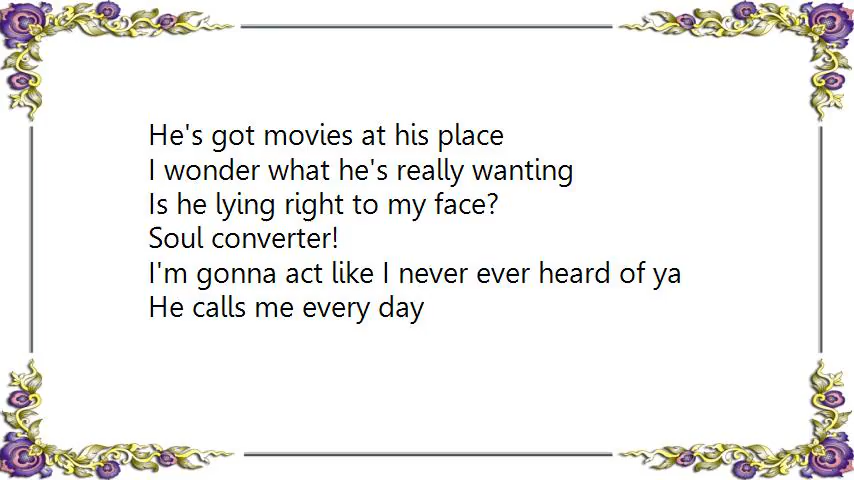 He's got movies at his place
I wonder what he's really wanting
Is he lying right to my face?
Soul converter!
I'm gonna act like I never ever heard of ya
He calls me every day